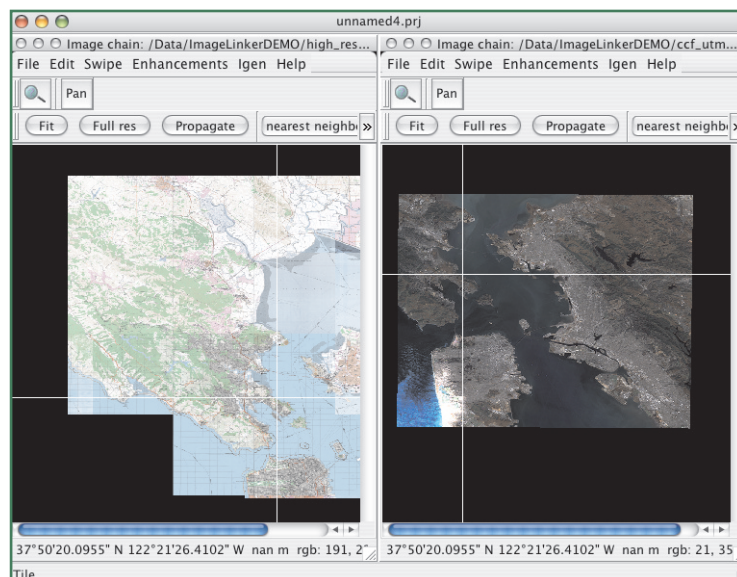 unnamed4.prj
Image chain: /Data/ImageLinkerDEMO/high_res...
File Edit Swipe Enhancements Igen Help
Pan
Fit Full res Propagate nearest neighb »
37°50'20.0955" N 122°21'26.4102" W nan m rgb: 191, 2
Image chain: /Data/ImageLinkerDEMO/ccf_utm...
File Edit Swipe Enhancements Igen Help
Pan
Fit Full res Propagate nearest neighb »
37°50'20.0955" N 122°21'26.4102" W nan m rgb: 21, 35
Tile